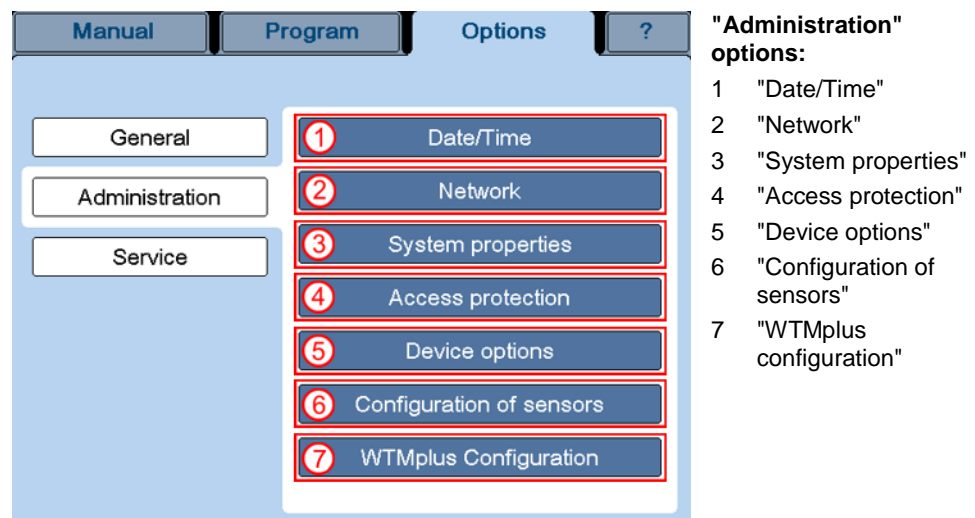 Manual Program Options ?
General
Administration
Service
1 Date/Time
2 Network
3 System properties
4 Access protection
5 Device options
6 Configuration of sensors
7 WTMplus Configuration
"Administration"
options:
1 "Date/Time"
2 "Network"
3 "System properties"
4 "Access protection"
5 "Device options"
6 "Configuration of
sensors"
7 "WTMplus
configuration"